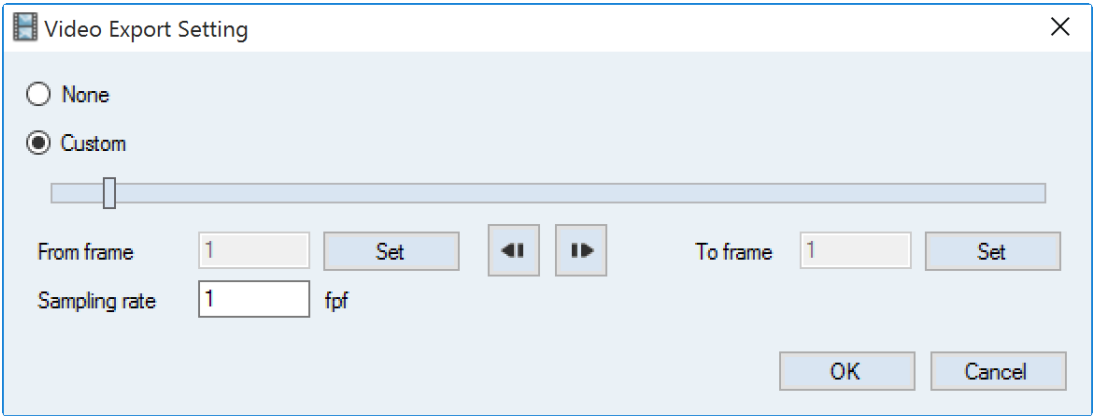 Video Export Setting
None
Custom
From frame 1 Set To frame 1 Set
Sampling rate 1 fpf
OK Cancel